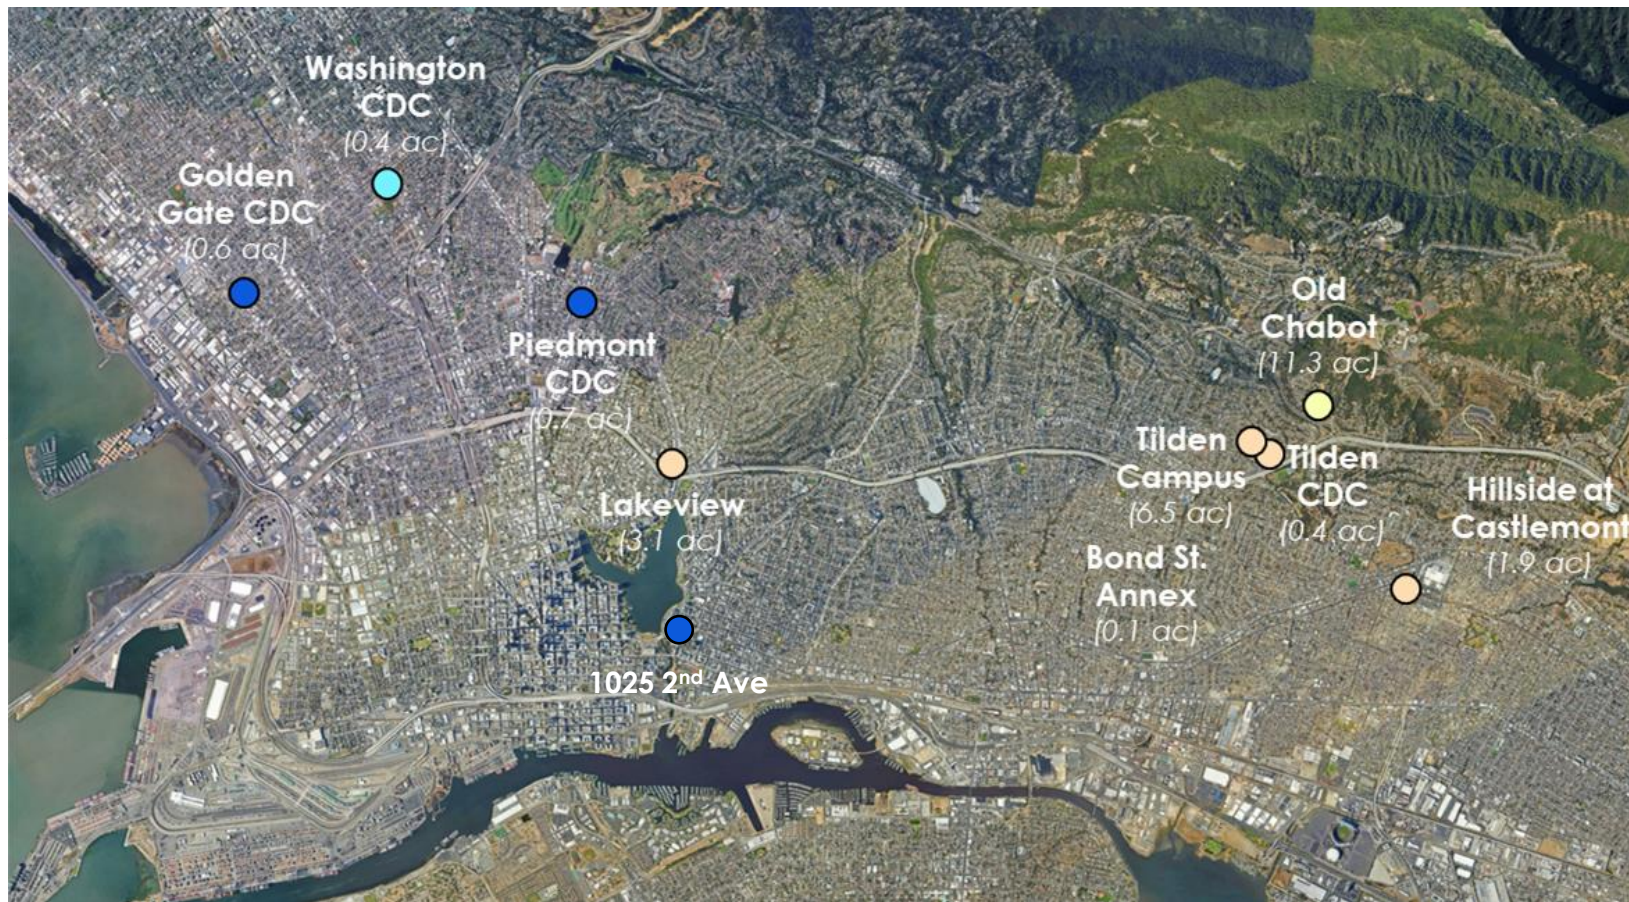 Washington
CDC
(0.4 ac)
Golden
Gate CDC
(0.6 ac)
Piedmont
CDC
(0.7 ac)
Lakeview
(3.1 ac)
1025 2nd Ave
Old
Chabot
(11.3 ac)
Tilden
Campus
(6.5 ac)
Tilden
CDC
(0.4 ac)
Hillside at
Castlemont
(1.9 ac)
Bond St.
Annex
(0.1 ac)